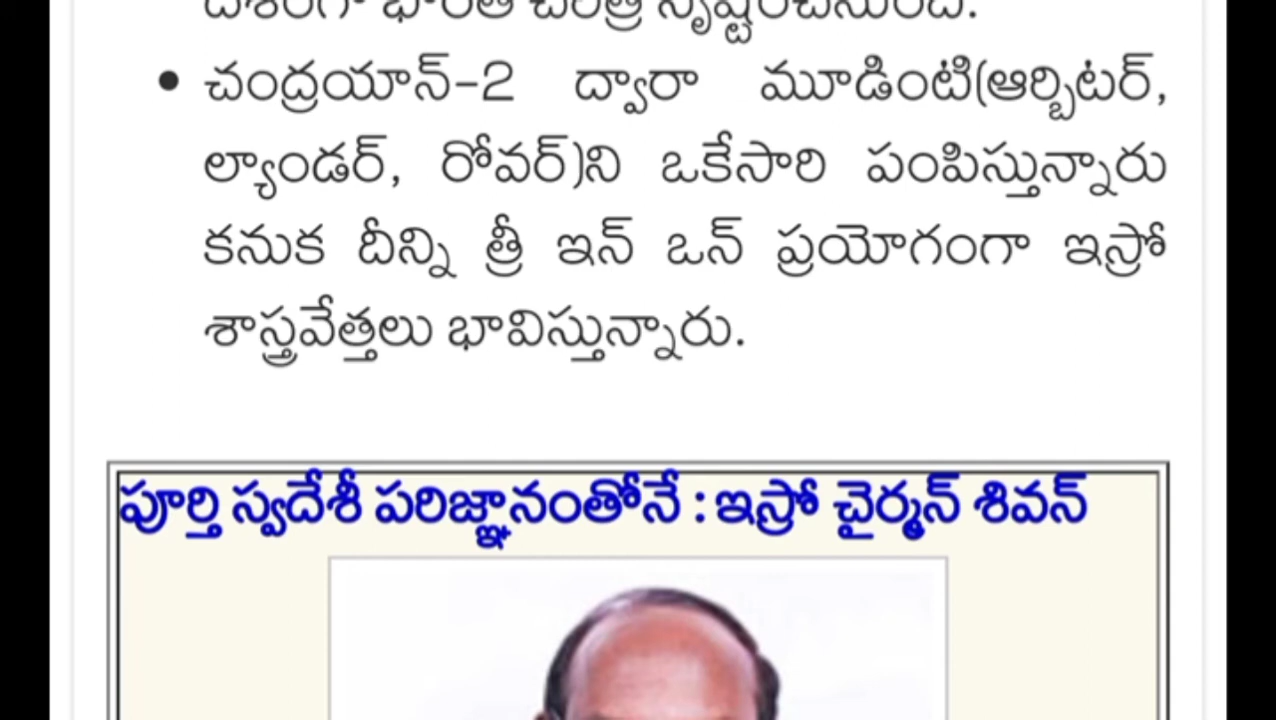 చంద్రయాన్-2 ద్వారా మూడింటి(ఆర్బిటర్,
ల్యాండర్, రోవర్)ని ఒకేసారి పంపిస్తున్నారు
కనుక దీన్ని త్రీ ఇన్ ఒన్ ప్రయోగంగా ఇస్రో
శాస్త్రవేత్తలు భావిస్తున్నారు.
పూర్తి స్వదేశీ పరిజ్ఞానంతోనే : ఇస్రో చైర్మన్ శివన్